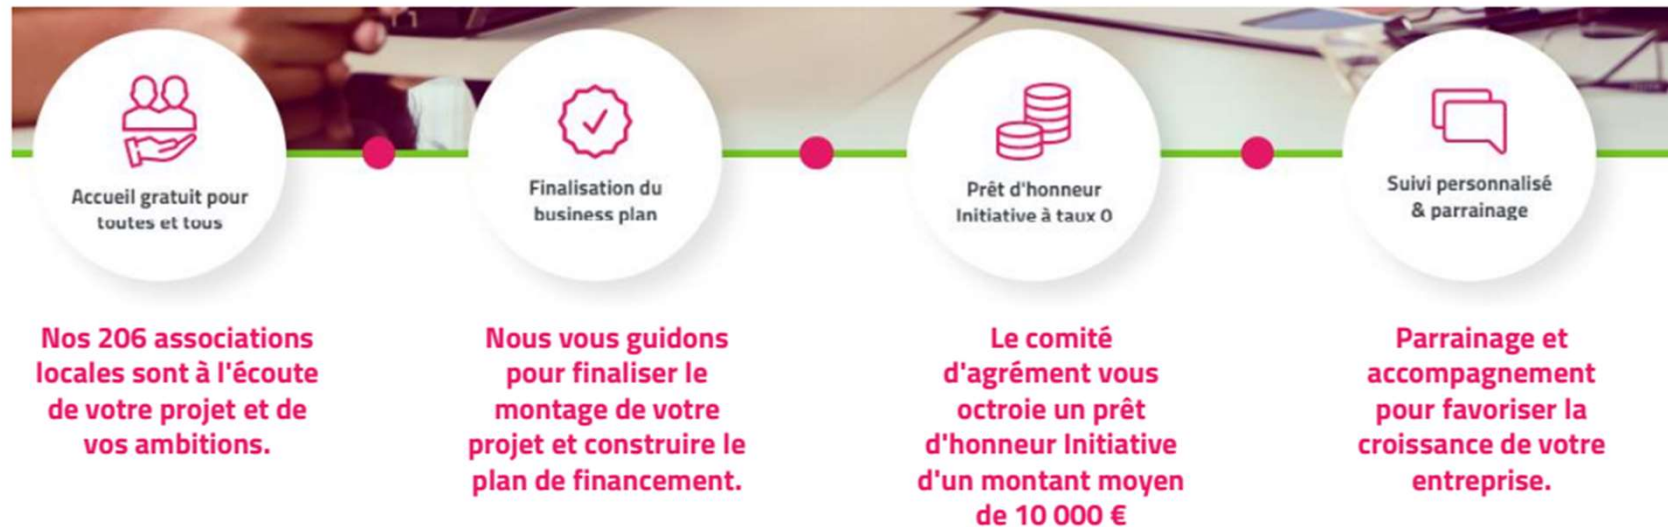 Accueil gratuit pour
toutes et tous
Finalisation du
business plan
Prêt d'honneur
Initiative à taux 0
Suivi personnalisé
& parrainage
Nos 206 associations
locales sont à l'écoute
de votre projet et de
vos ambitions.
Nous vous guidons
pour finaliser le
montage de votre
projet et construire le
plan de financement.
Le comité
d'agrément vous
octroie un prêt
d'honneur Initiative
d'un montant moyen
de 10 000 €
Parrainage et
accompagnement
pour favoriser la
croissance de votre
entreprise.